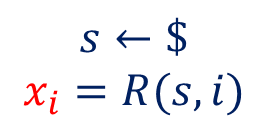 s ← $
xᵢ = R(s, i)